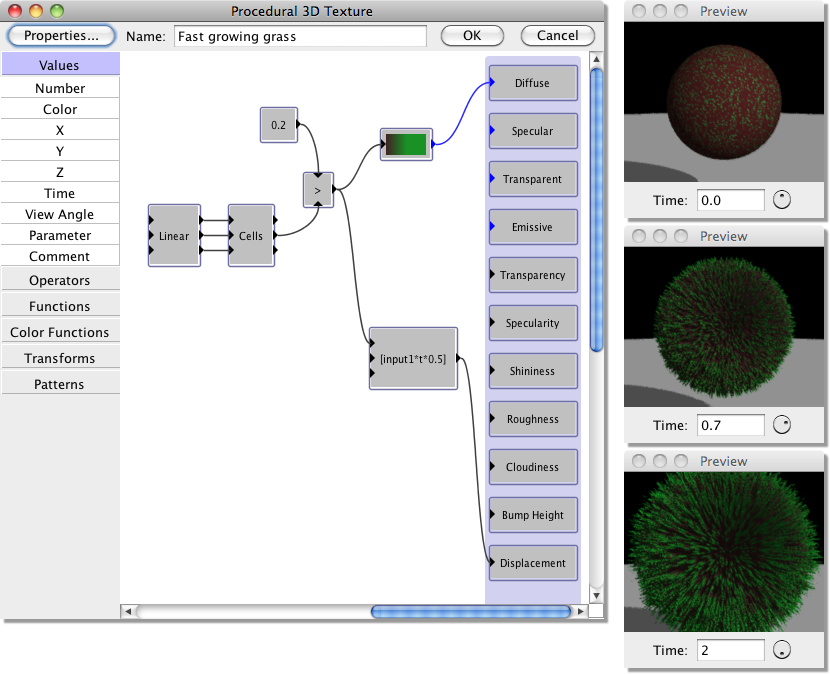 Procedural 3D Texture
Properties... Name: Fast growing grass OK Cancel
Values
Number
Color
X
Y
Z
Time
View Angle
Parameter
Comment
Operators
Functions
Color Functions
Transforms
Patterns
0.2
>
Linear
Cells
[input1*t*0.5]
Diffuse
Specular
Transparent
Emissive
Transparency
Specularity
Shininess
Roughness
Cloudiness
Bump Height
Displacement
Preview
Time: 0.0
Preview
Time: 0.7
Preview
Time: 2